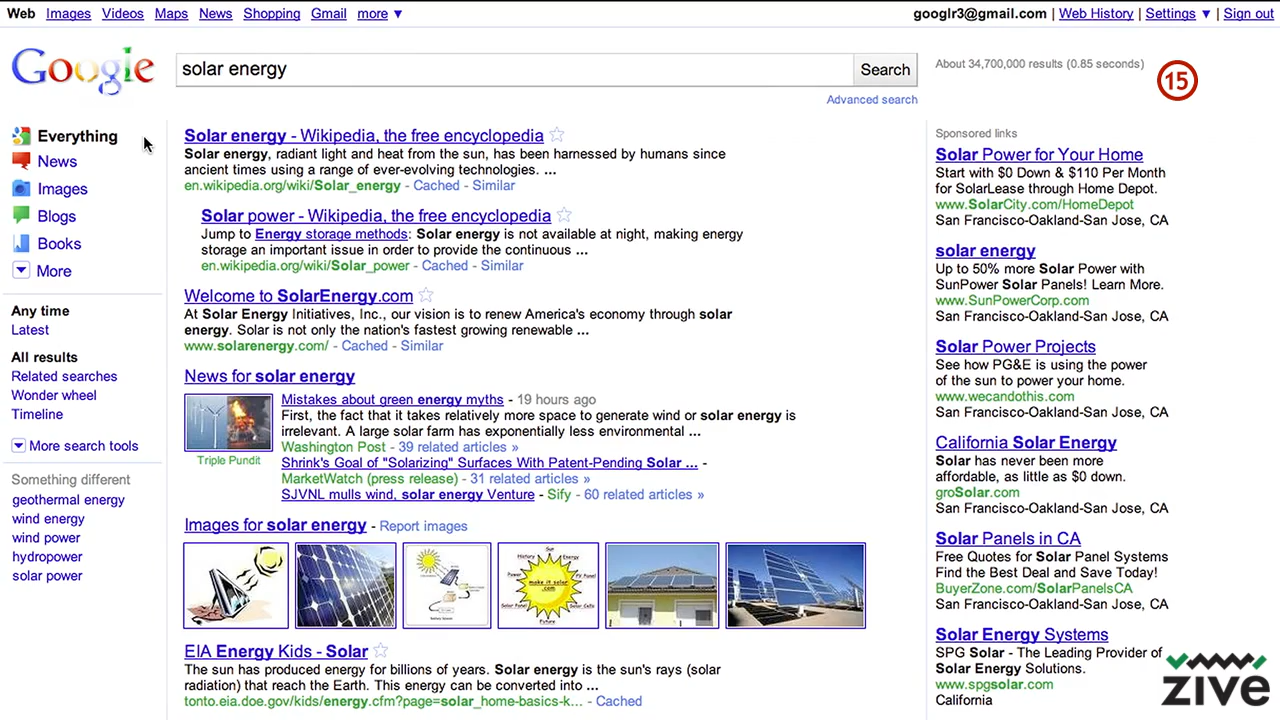 Web Images Videos Maps News Shopping Gmail more ▼
googlr3@gmail.com | Web History | Settings ▼ | Sign out
Google
solar energy
Search
About 34,700,000 results (0.85 seconds)
15
Advanced search
Everything
News
Images
Blogs
Books
More
Any time
Latest
All results
Related searches
Wonder wheel
Timeline
More search tools
Something different
geothermal energy
wind energy
wind power
hydropower
solar power
Solar energy - Wikipedia, the free encyclopedia
Solar energy, radiant light and heat from the sun, has been harnessed by humans since
ancient times using a range of ever-evolving technologies. ...
en.wikipedia.org/wiki/Solar_energy - Cached - Similar
Solar power - Wikipedia, the free encyclopedia
Jump to Energy storage methods: Solar energy is not available at night, making energy
storage an important issue in order to provide the continuous ...
en.wikipedia.org/wiki/Solar_power - Cached - Similar
Welcome to SolarEnergy.com
At Solar Energy Initiatives, Inc., our vision is to renew America's economy through solar
energy. Solar is not only the nation's fastest growing renewable ...
www.solarenergy.com/ - Cached - Similar
News for solar energy
Triple Pundit
Mistakes about green energy myths - 19 hours ago
First, the fact that it takes relatively more space to generate wind or solar energy is
irrelevant. A large solar farm has exponentially less environmental ...
Washington Post - 39 related articles »
Shrink's Goal of "Solarizing" Surfaces With Patent-Pending Solar ... -
MarketWatch (press release) - 31 related articles »
SJVNL mulls wind, solar energy Venture - Sify - 60 related articles »
Images for solar energy - Report images
Sun
History
Energy
Power
PV Panel
make it solar
.com
Solar Panel
Solar Cells
Future
EIA Energy Kids - Solar
The sun has produced energy for billions of years. Solar energy is the sun's rays (solar
radiation) that reach the Earth. This energy can be converted into ...
tonto.eia.doe.gov/kids/energy.cfm?page=solar_home-basics-k... - Cached
Sponsored links
Solar Power for Your Home
Start with $0 Down & $110 Per Month
for SolarLease through Home Depot.
www.SolarCity.com/HomeDepot
San Francisco-Oakland-San Jose, CA
solar energy
Up to 50% more Solar Power with
SunPower Solar Panels! Learn More.
www.SunPowerCorp.com
San Francisco-Oakland-San Jose, CA
Solar Power Projects
See how PG&E is using the power
of the sun to power your home.
www.wecandothis.com
San Francisco-Oakland-San Jose, CA
California Solar Energy
Solar has never been more
affordable, as little as $0 down.
groSolar.com
San Francisco-Oakland-San Jose, CA
Solar Panels in CA
Free Quotes for Solar Panel Systems
Find the Best Deal and Save Today!
BuyerZone.com/SolarPanelsCA
San Francisco-Oakland-San Jose, CA
Solar Energy Systems
SPG Solar - The Leading Provider of
Solar Energy Solutions.
www.spgsolar.com
California
zive